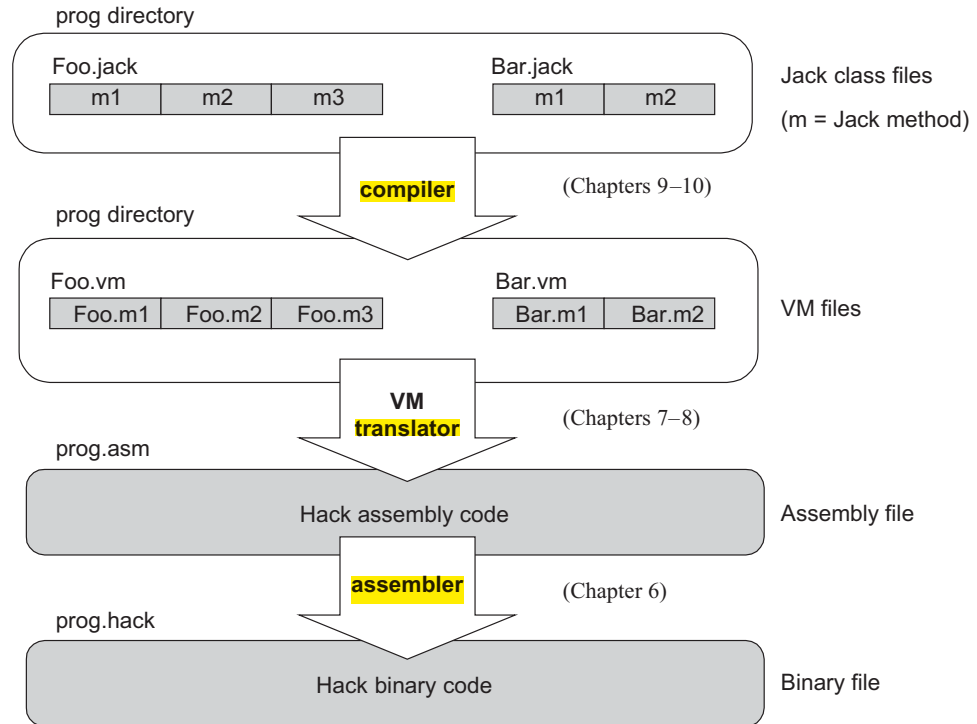 prog directory
Foo.jack
Bar.jack
m1 m2 m3
m1 m2
Jack class files
(m = Jack method)
compiler
(Chapters 9–10)
prog directory
Foo.vm
Bar.vm
Foo.m1 Foo.m2 Foo.m3
Bar.m1 Bar.m2
VM files
VM
translator
(Chapters 7–8)
prog.asm
Hack assembly code
Assembly file
assembler
(Chapter 6)
prog.hack
Hack binary code
Binary file